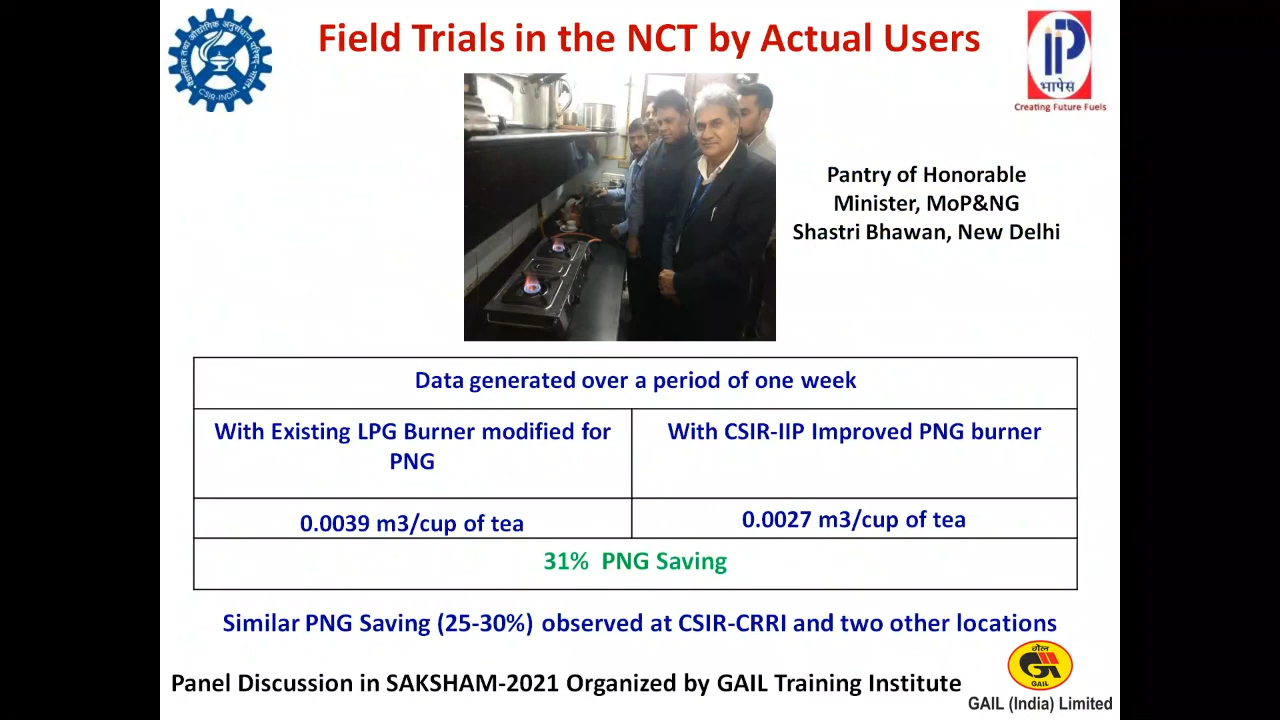 Field Trials in the NCT by Actual Users
CSIR-INDIA
IIP
भापेसं
Creating Future Fuels
Pantry of Honorable
Minister, MoP&NG
Shastri Bhawan, New Delhi
Data generated over a period of one week
With Existing LPG Burner modified for
PNG
With CSIR-IIP Improved PNG burner
0.0039 m3/cup of tea
0.0027 m3/cup of tea
31% PNG Saving
Similar PNG Saving (25-30%) observed at CSIR-CRRI and two other locations
Panel Discussion in SAKSHAM-2021 Organized by GAIL Training Institute
गेल
GAIL
GAIL (India) Limited